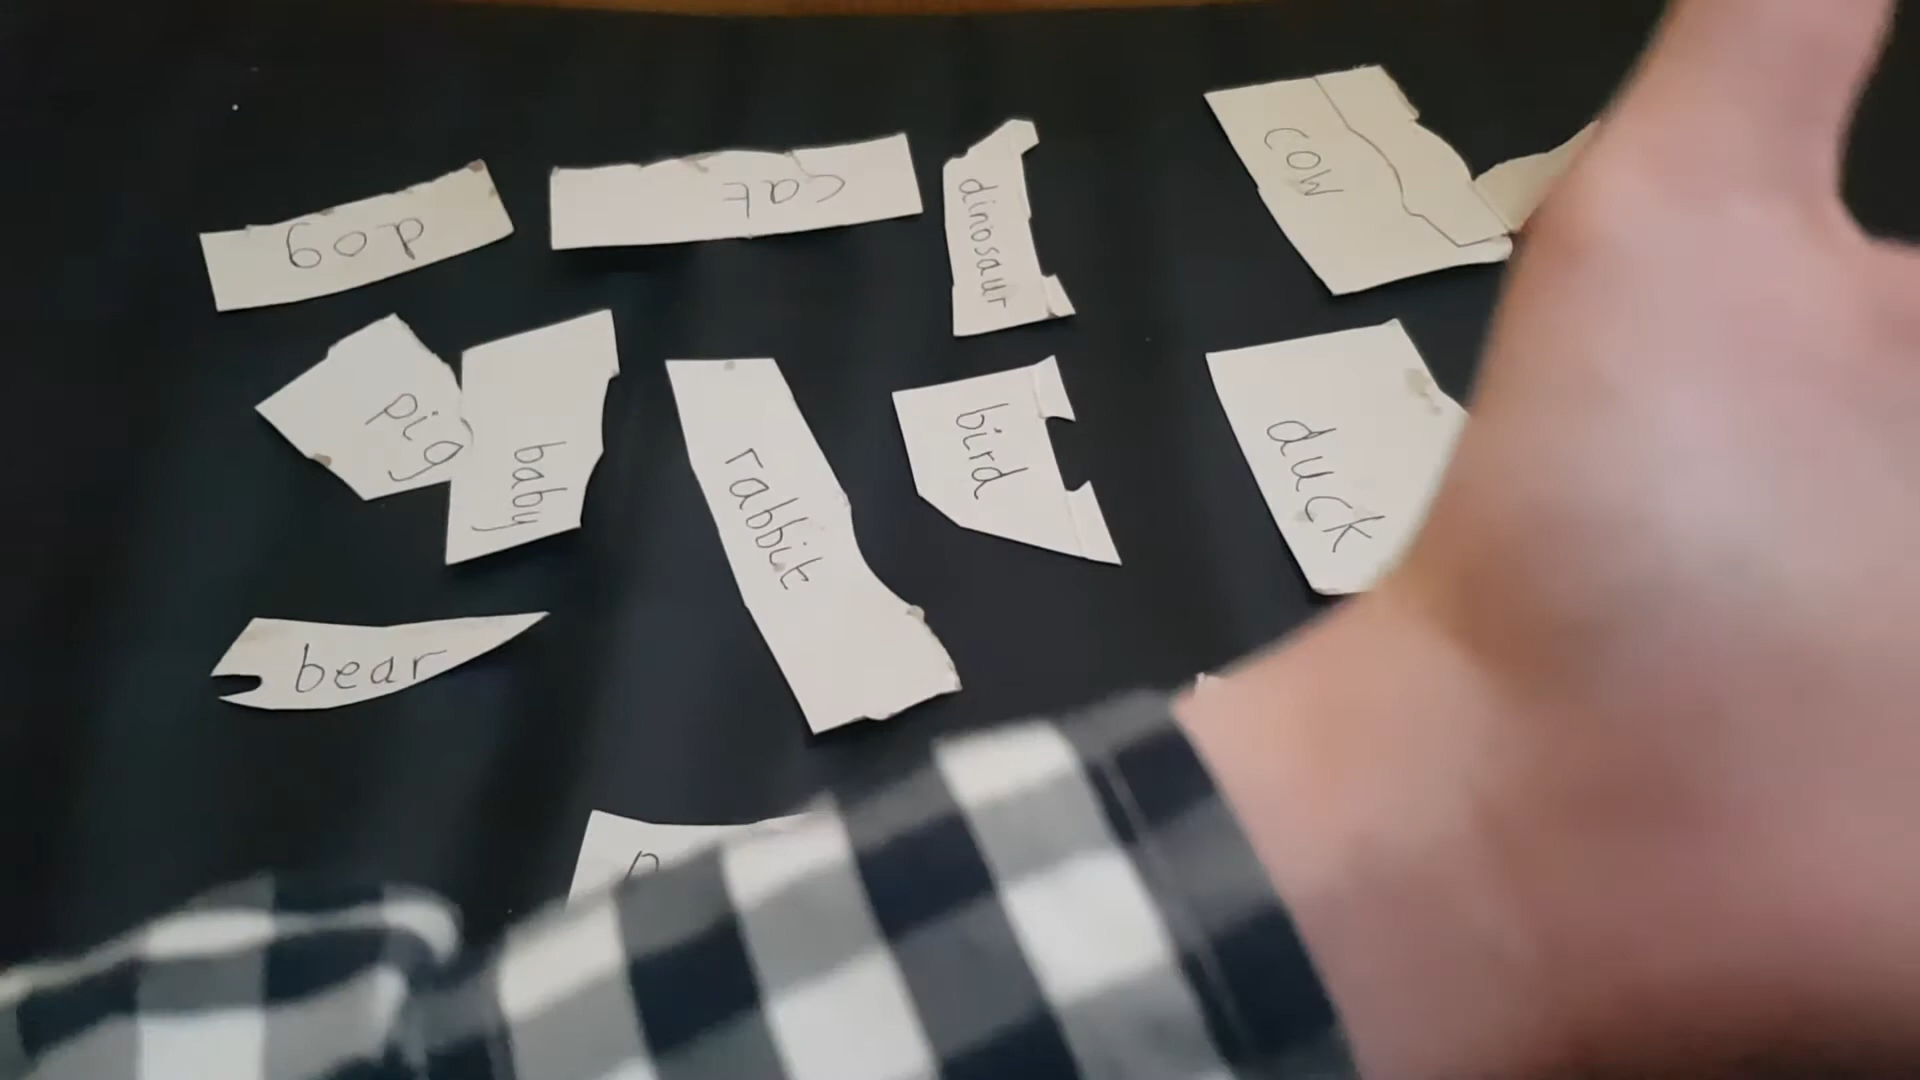 dog
cat
dinosaur
cow
pig
baby
rabbit
bird
duck
bear